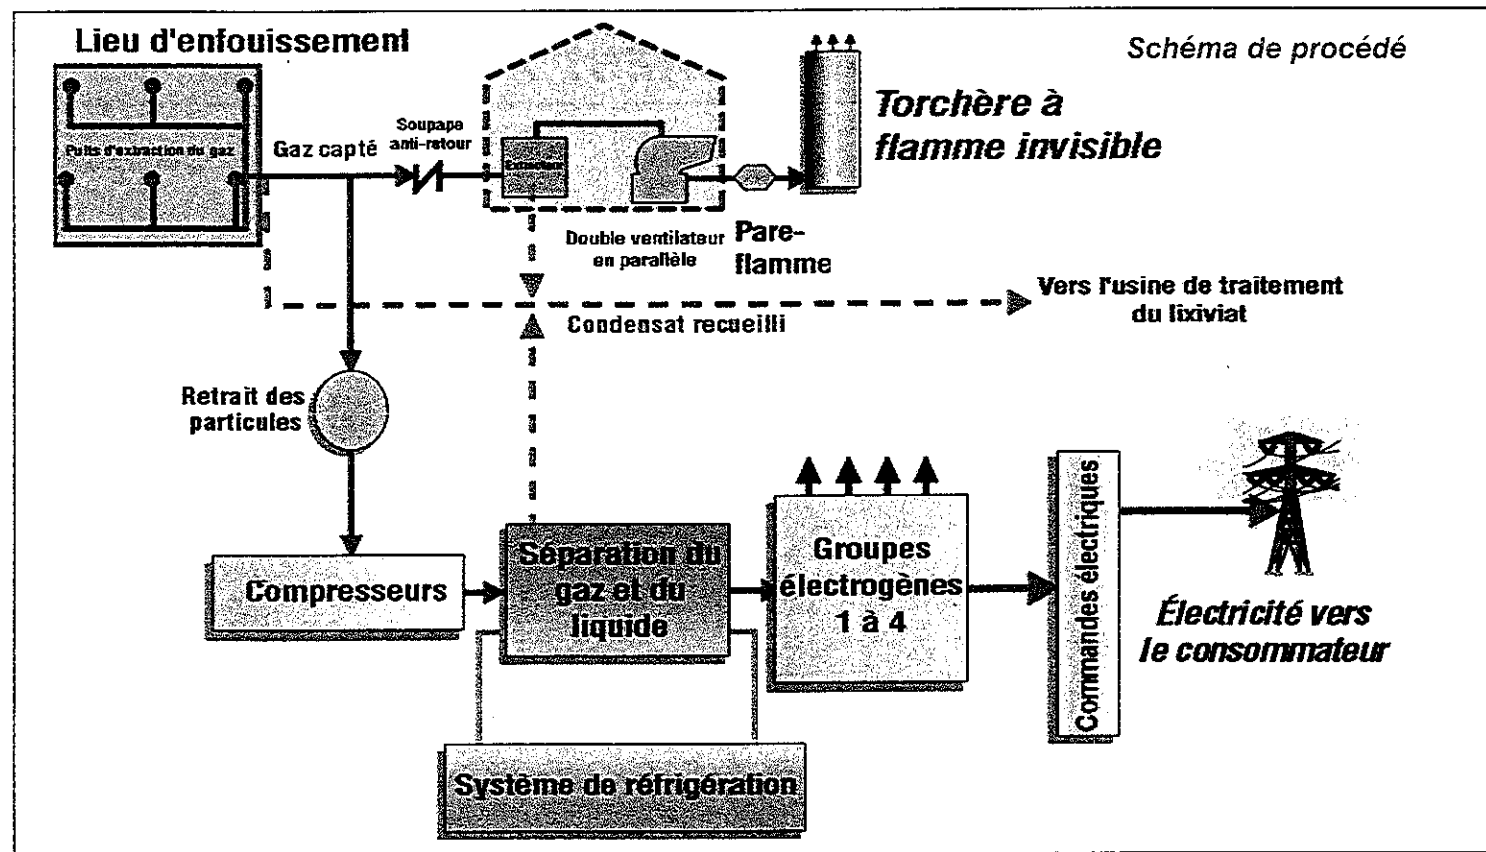 Lieu d'enfouissement
Schéma de procédé
Puits d'extraction du gaz
Gaz capté
Soupape
anti-retour
Extracteur
Torchère à
flamme invisible
Double ventilateur
en parallèle
Pare-
flamme
Vers l'usine de traitement
du lixiviat
Condensat recueilli
Retrait des
particules
Compresseurs
Séparation du
gaz et du
liquide
Groupes
électrogènes
1 à 4
Commandes électriques
Électricité vers
le consommateur
Système de réfrigération